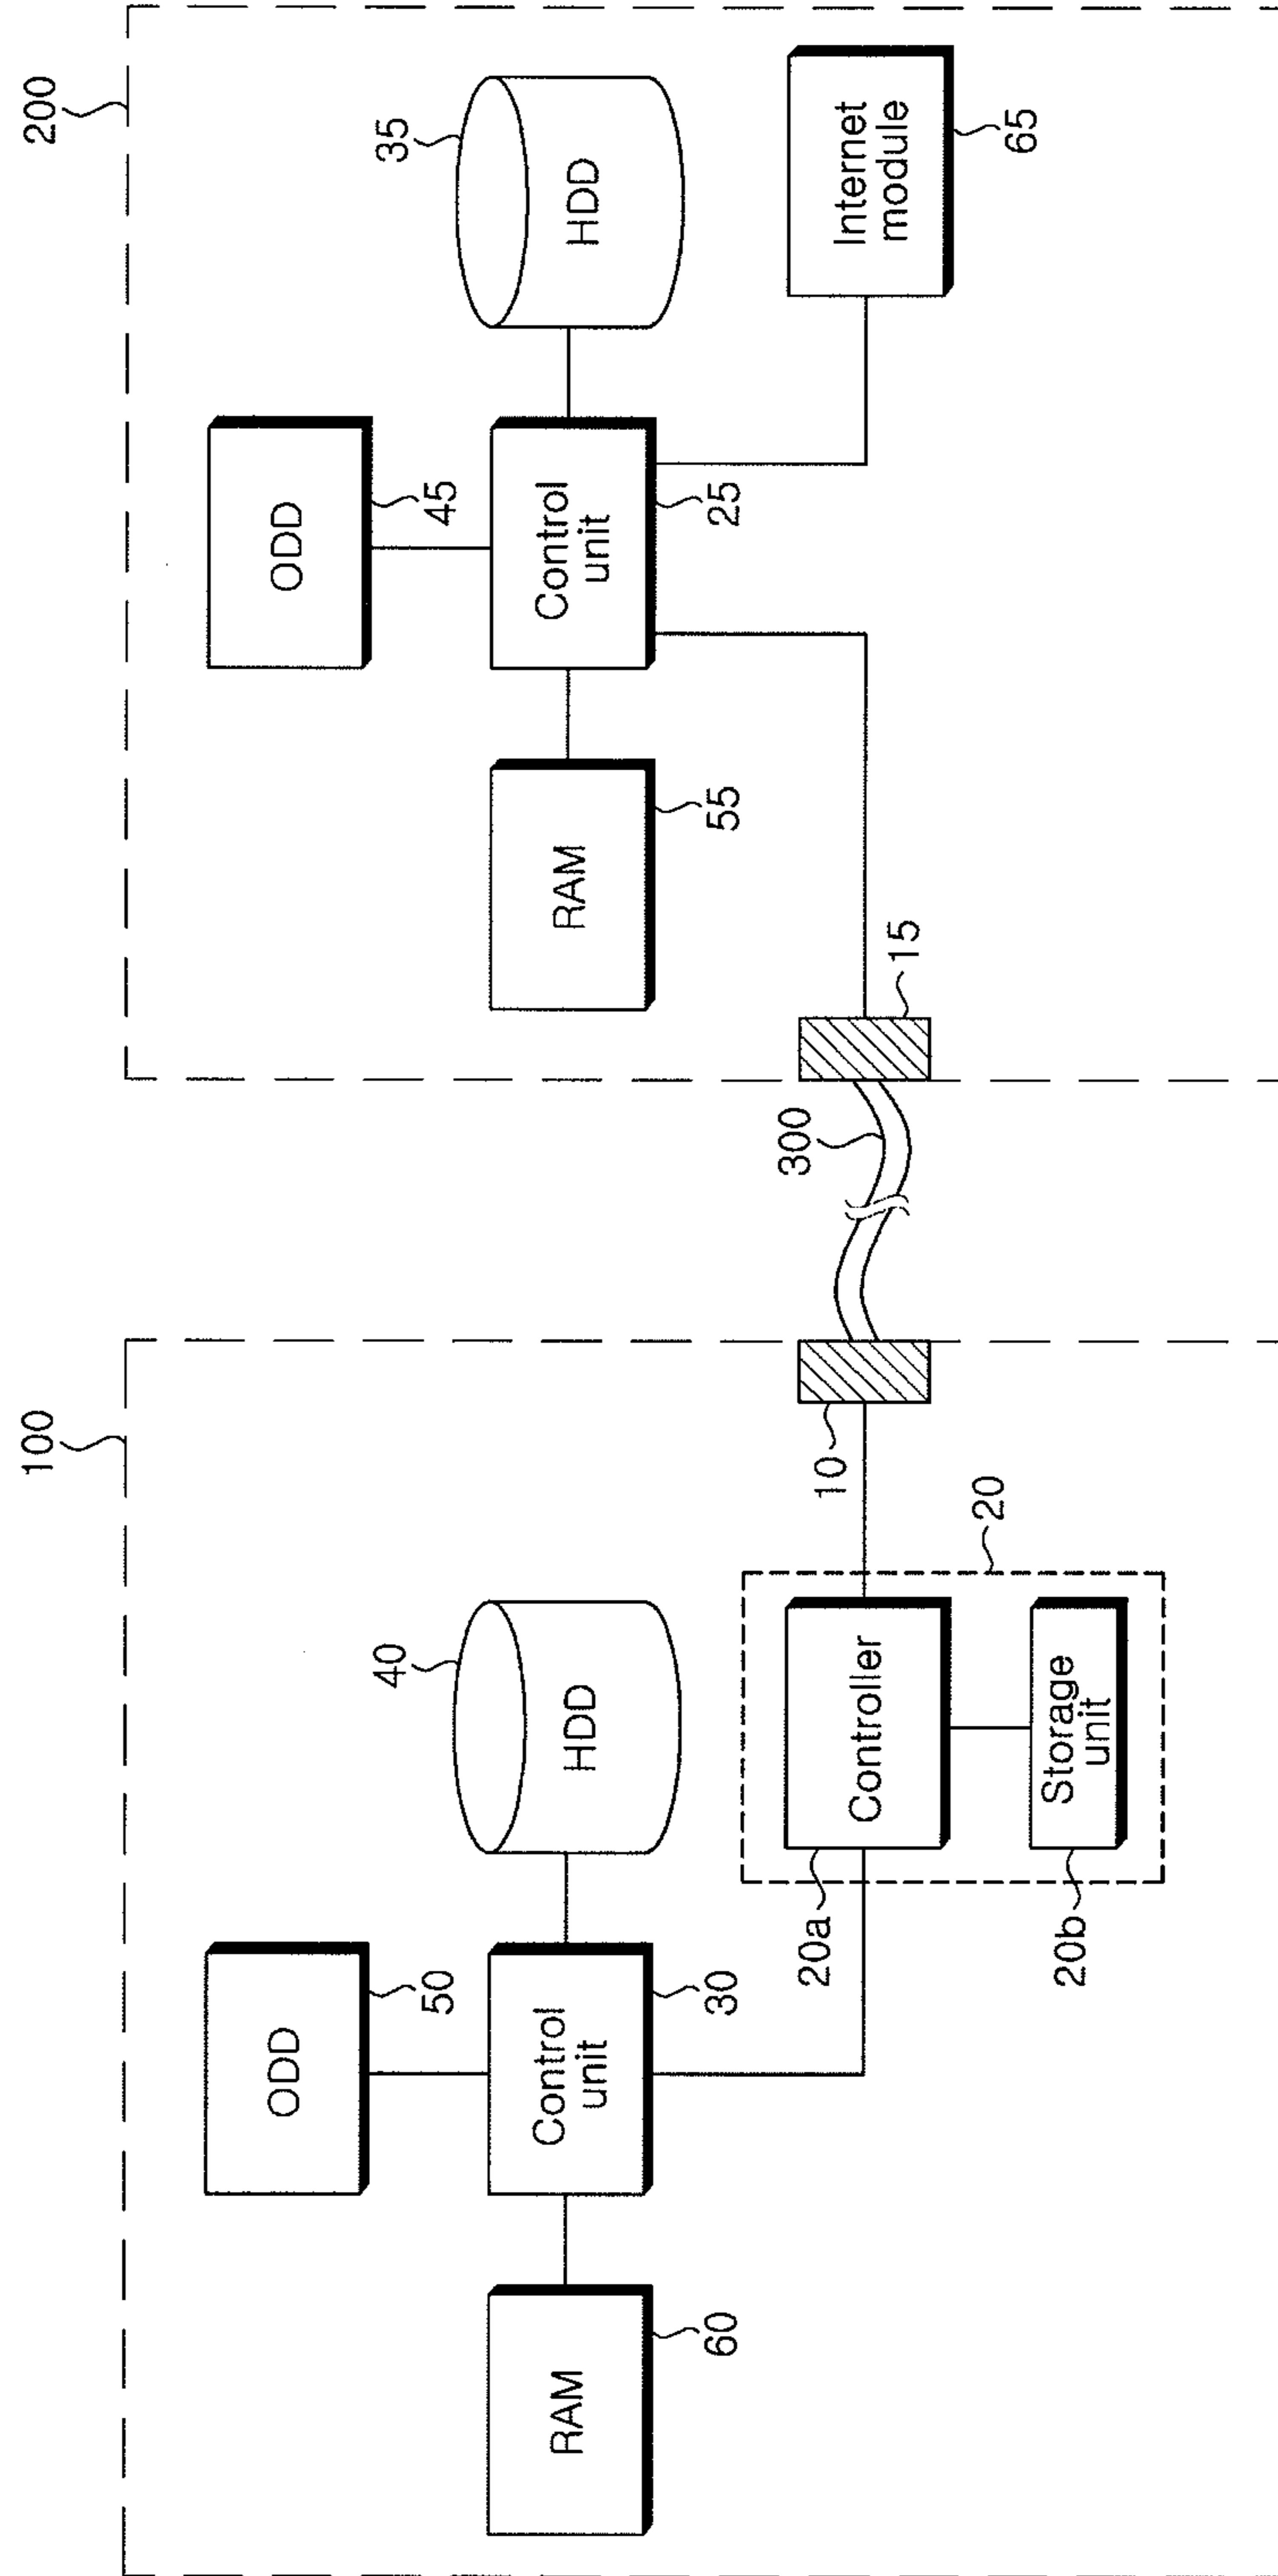 100
200
ODD
50
40
HDD
RAM
60
Control
unit
30
20a
Controller
10
20
20b
Storage
unit
300
ODD
45
35
HDD
RAM
55
Control
unit
25
15
Internet
module
65